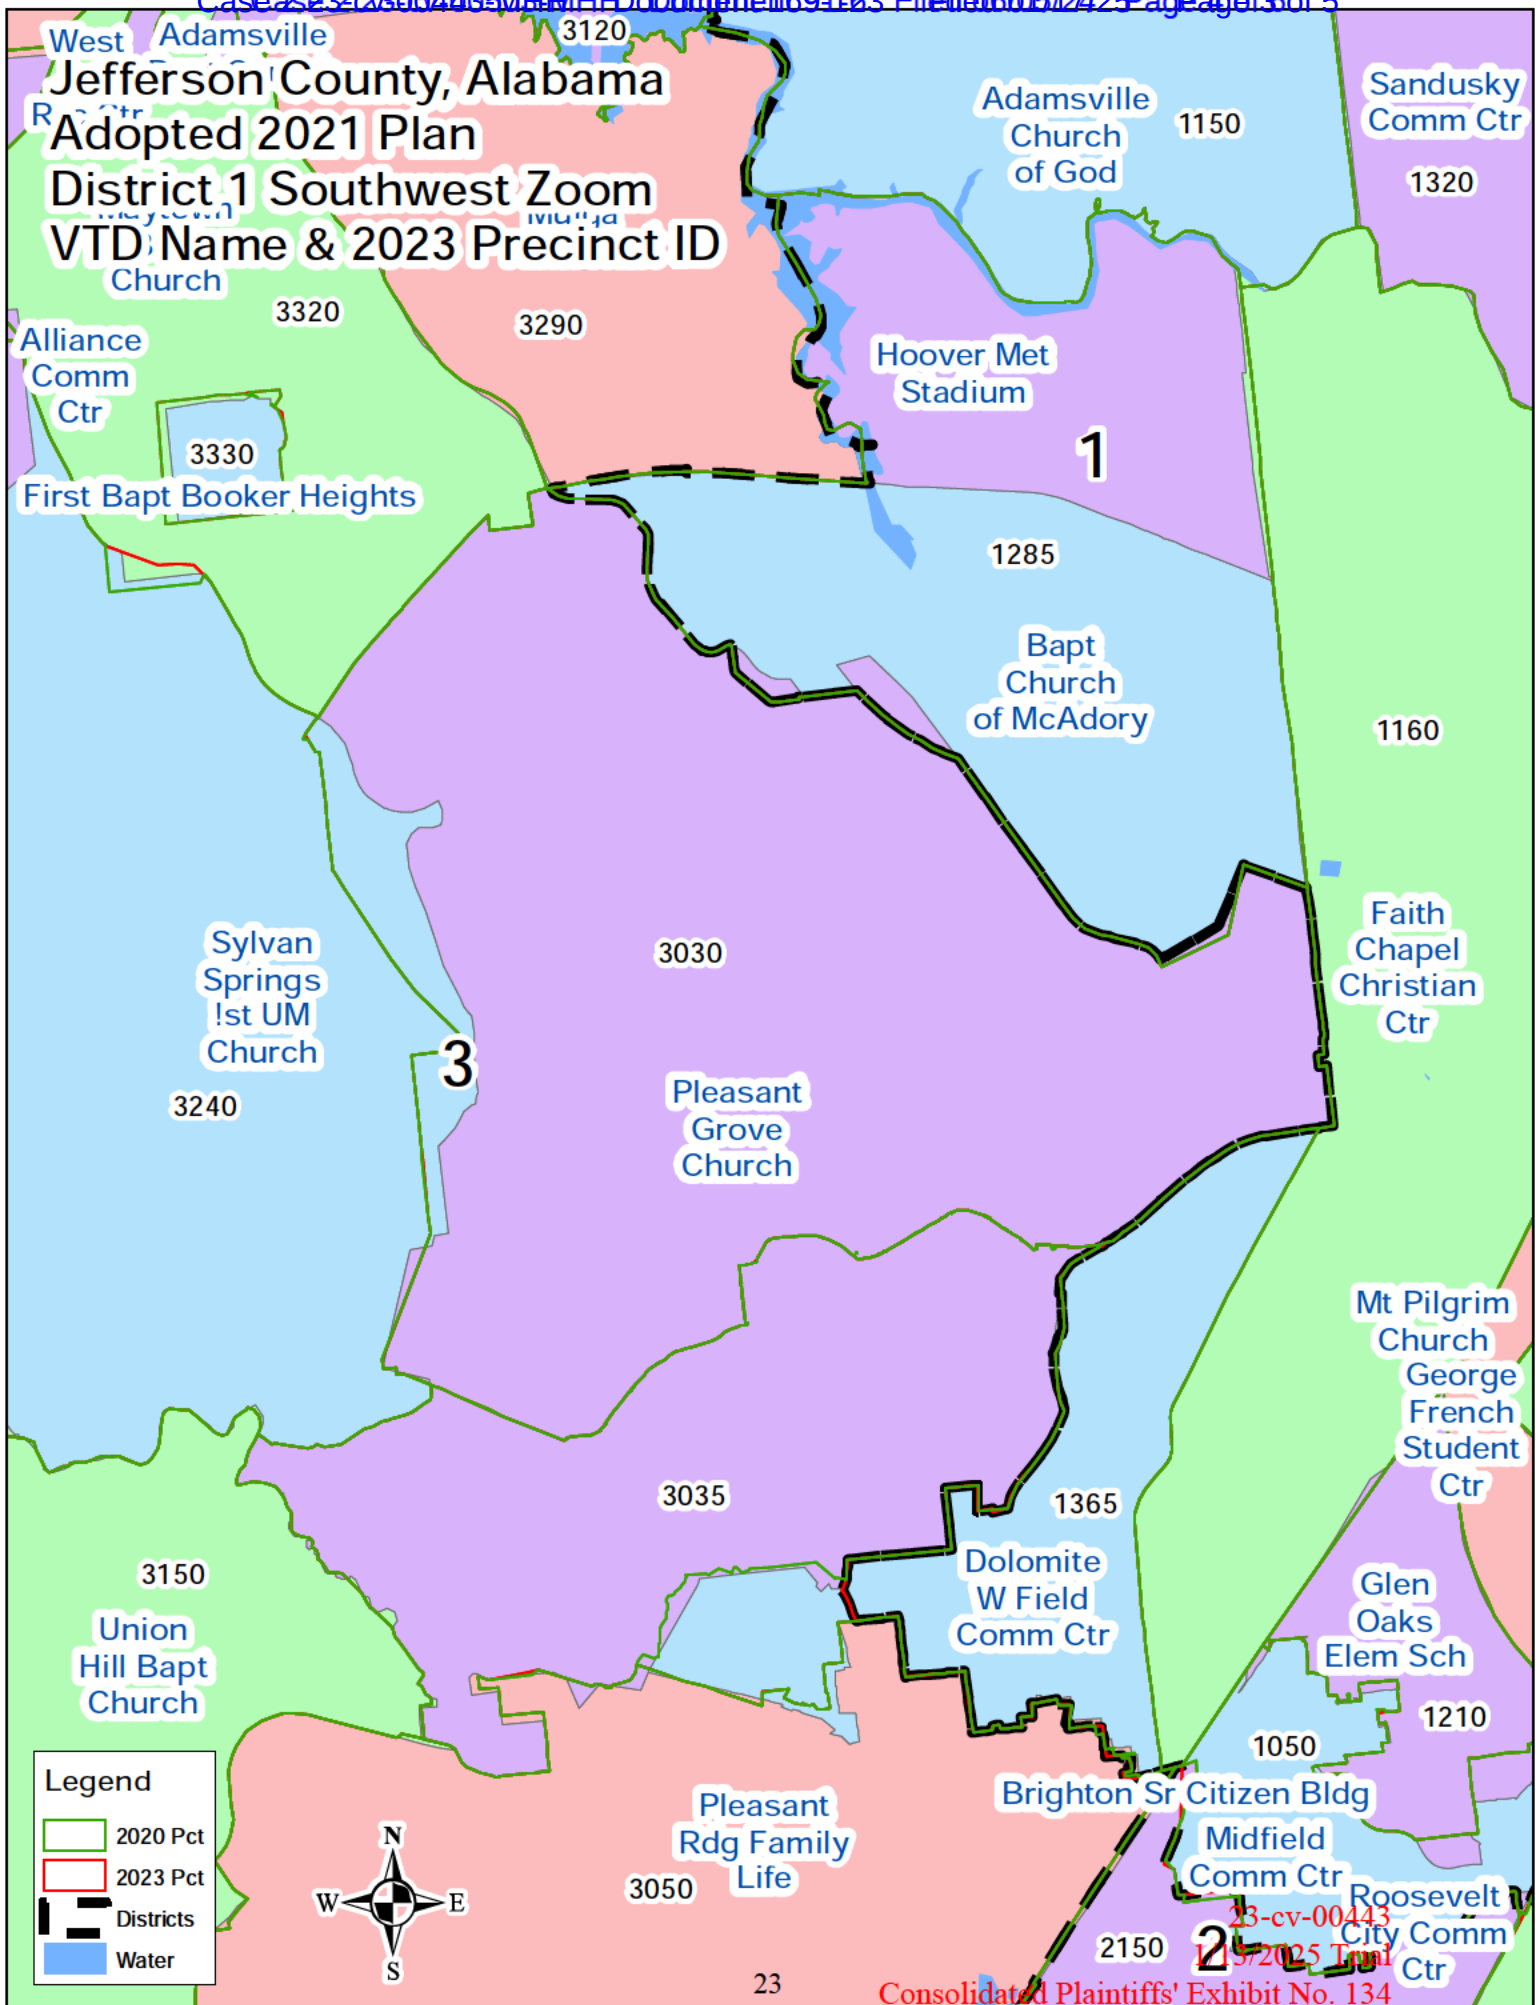 West
Adamsville
3120
Jefferson County, Alabama
Adopted 2021 Plan
District 1 Southwest Zoom
VTD Name & 2023 Precinct ID
Church
Adamsville
Church
of God
1150
Sandusky
Comm Ctr
1320
3320
3290
Alliance
Comm
Ctr
3330
First Bapt Booker Heights
Hoover Met
Stadium
1
1285
Bapt
Church
of McAdory
1160
Faith
Chapel
Christian
Ctr
3030
Sylvan
Springs
!st UM
Church
3
3240
Pleasant
Grove
Church
Mt Pilgrim
Church
George
French
Student
Ctr
3035
1365
Dolomite
W Field
Comm Ctr
3150
Union
Hill Bapt
Church
Glen
Oaks
Elem Sch
1210
1050
Brighton Sr Citizen Bldg
Midfield
Comm Ctr
Pleasant
Rdg Family
Life
3050
Roosevelt
City Comm
Ctr
2150
2
Legend
2020 Pct
2023 Pct
Districts
Water
N
W
E
S
23
23-cv-00443
1/13/2025 Trial
Consolidated Plaintiffs' Exhibit No. 134